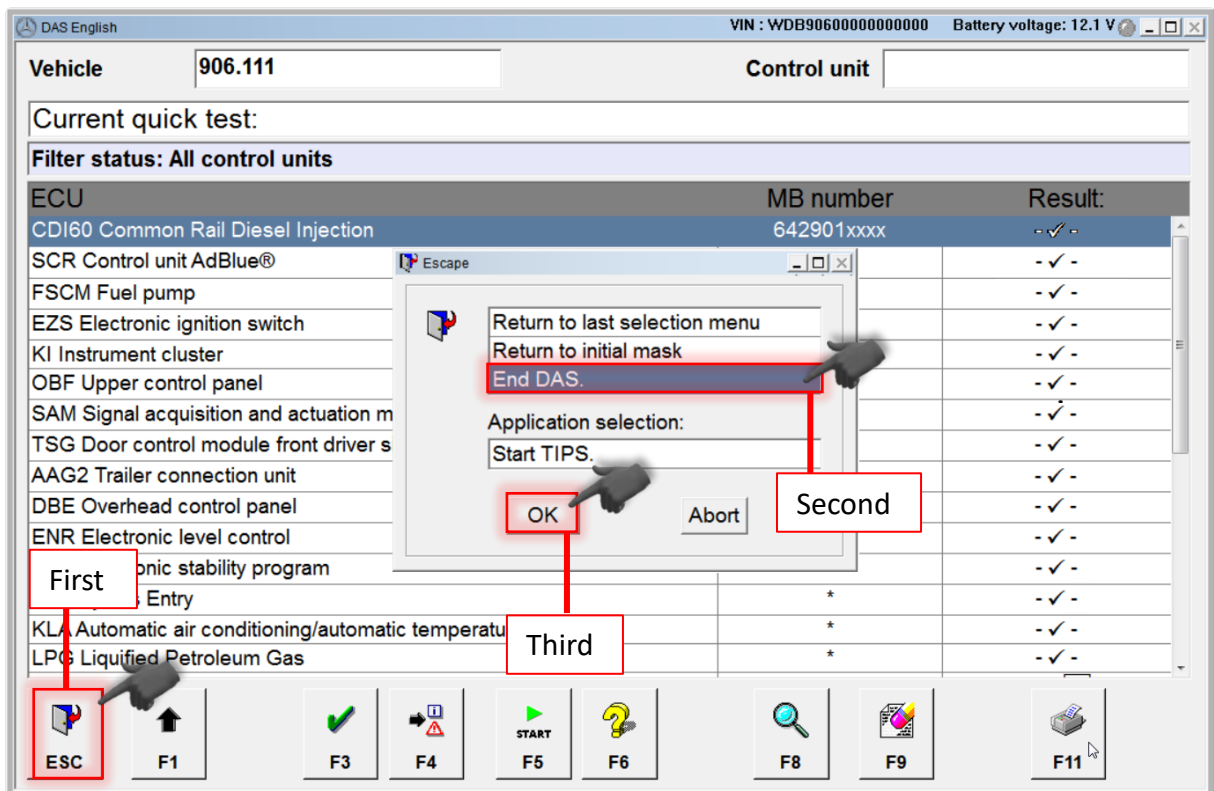 DAS English VIN : WDB90600000000000 Battery voltage: 12.1 V
Vehicle 906.111 Control unit
Current quick test:
Filter status: All control units
ECU MB number Result:
CDI60 Common Rail Diesel Injection 642901xxxx - ✓ -
SCR Control unit AdBlue® - ✓ -
Escape
FSCM Fuel pump - ✓ -
EZS Electronic ignition switch - ✓ -
Return to last selection menu
KI Instrument cluster - ✓ -
Return to initial mask
OBF Upper control panel - ✓ -
End DAS.
SAM Signal acquisition and actuation m - ✓ -
Application selection:
TSG Door control module front driver s - ✓ -
Start TIPS.
AAG2 Trailer connection unit - ✓ -
DBE Overhead control panel - ✓ -
OK Abort Second
ENR Electronic level control - ✓ -
onic stability program - ✓ -
First
Entry * - ✓ -
KLA Automatic air conditioning/automatic temperatu * - ✓ -
Third
LPG Liquified Petroleum Gas * - ✓ -
START
ESC F1 F3 F4 F5 F6 F8 F9 F11